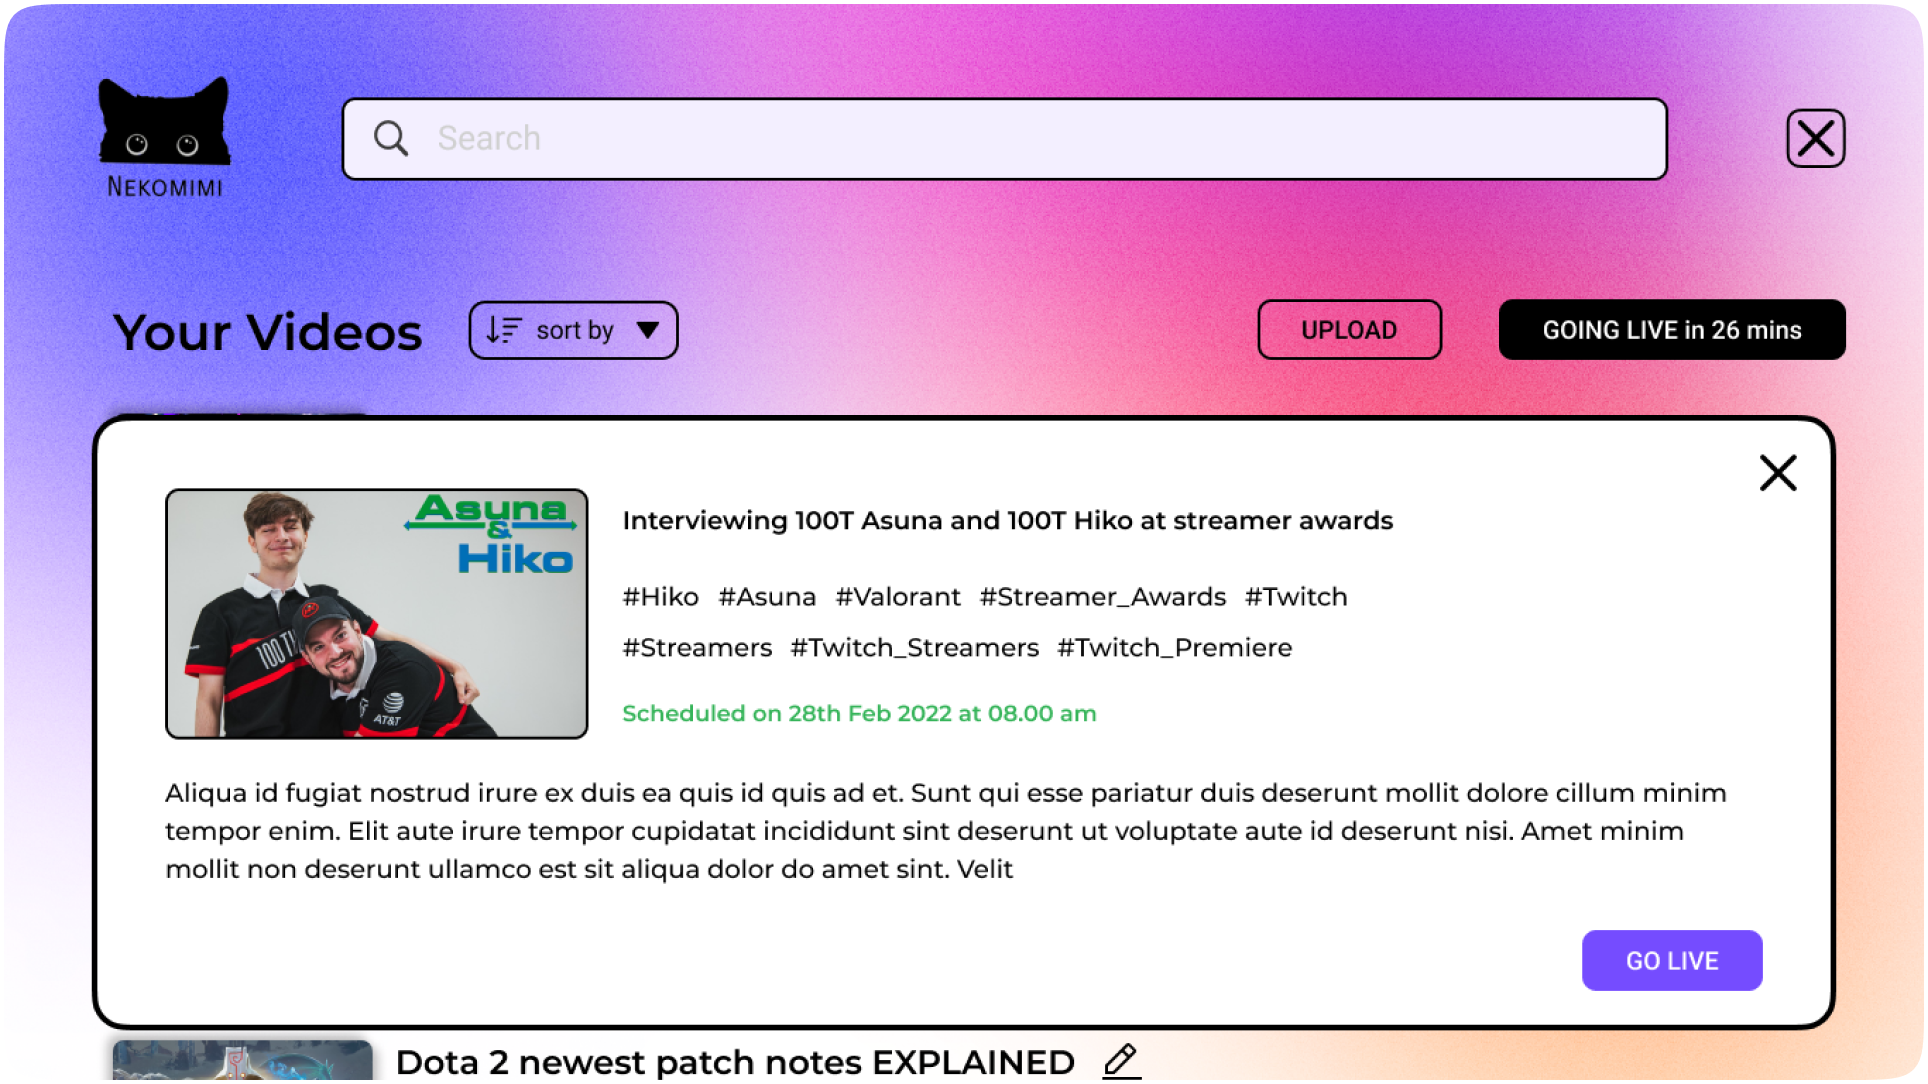 NEKOMIMI
Search
Your Videos
sort by
UPLOAD
GOING LIVE in 26 mins
Asuna
&
Hiko
100 T
AT&T
Interviewing 100T Asuna and 100T Hiko at streamer awards
#Hiko #Asuna #Valorant #Streamer_Awards #Twitch
#Streamers #Twitch_Streamers #Twitch_Premiere
Scheduled on 28th Feb 2022 at 08.00 am
Aliqua id fugiat nostrud irure ex duis ea quis id quis ad et. Sunt qui esse pariatur duis deserunt mollit dolore cillum minim
tempor enim. Elit aute irure tempor cupidatat incididunt sint deserunt ut voluptate aute id deserunt nisi. Amet minim
mollit non deserunt ullamco est sit aliqua dolor do amet sint. Velit
GO LIVE
Dota 2 newest patch notes EXPLAINED